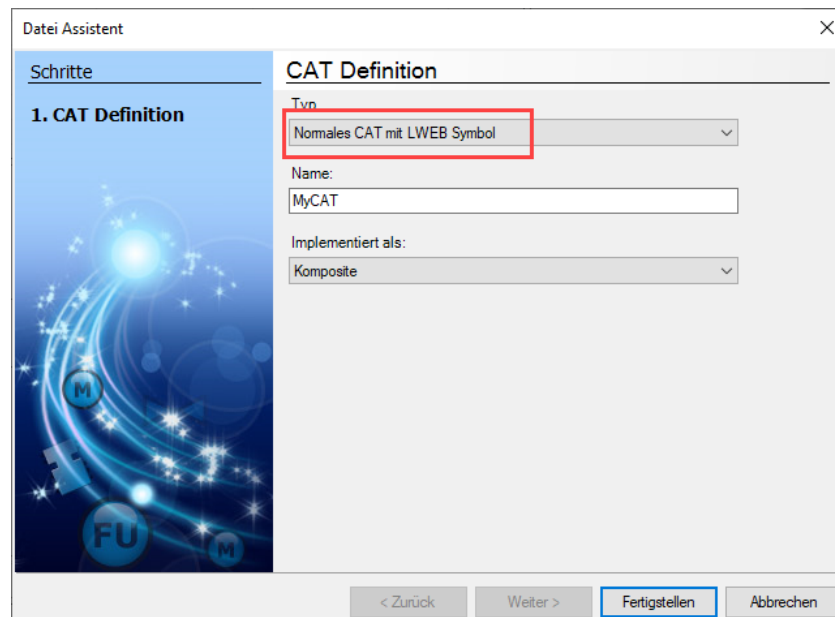 Datei Assistent
Schritte
CAT Definition
1. CAT Definition
Typ
Normales CAT mit LWEB Symbol
Name:
MyCAT
Implementiert als:
Komposite
M
FU
M
< Zurück
Weiter >
Fertigstellen
Abbrechen